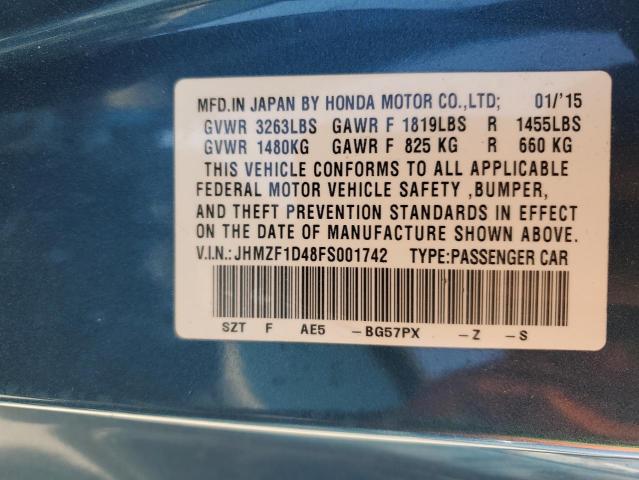 MFD.IN JAPAN BY HONDA MOTOR CO.,LTD; 01/'15
GVWR 3263LBS GAWR F 1819LBS R 1455LBS
GVWR 1480KG GAWR F 825 KG R 660 KG
THIS VEHICLE CONFORMS TO ALL APPLICABLE
FEDERAL MOTOR VEHICLE SAFETY ,BUMPER,
AND THEFT PREVENTION STANDARDS IN EFFECT
ON THE DATE OF MANUFACTURE SHOWN ABOVE.
V.I.N.:JHMZF1D48FS001742 TYPE:PASSENGER CAR
SZT F AE5 -BG57PX -Z -S